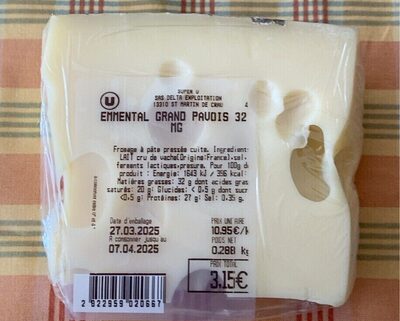 U
SUPER U
SAS DELTA EXPLOITATION
13310 ST MARTIN DE CRAU 4
EMMENTAL GRAND PAVOIS 32
MG
Fromage à pâte pressée cuite. Ingrédient
LAIT cru de vache(Origine:France).sel.
ferments lactiques.présure. Pour 100g d
produit : Energie: 1643 kJ / 396 kcal:
Matières grasses: 32 g dont acides gras
saturés: 20 g: Glucides: < 0.5 g dont suc
<0.5 g: Protéines: 27 g: Sel: 0.35 g.
Date d'emballage
27.03.2025
A consommer jusqu'au
07.04.2025
PRIX UNITAIRE
10.95€/k
POIDS NET
0.288 kg
PRIX TOTAL
3.15€
2 922959 020667